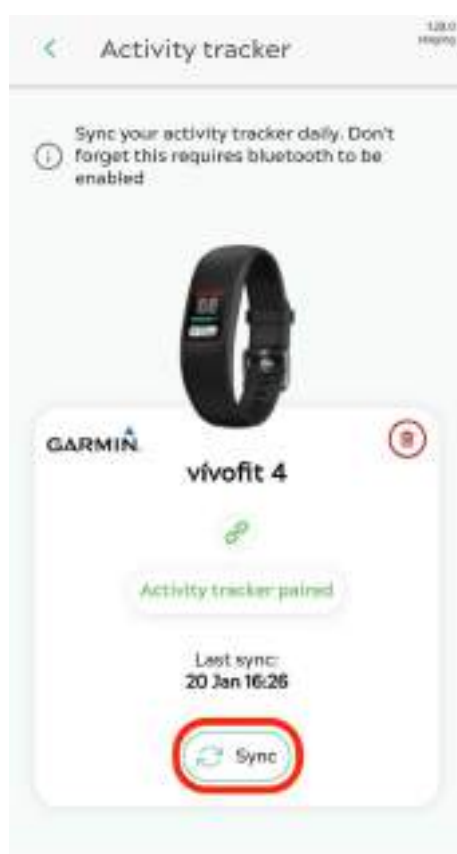 Activity tracker
Sync your activity tracker daily. Don't
forget this requires bluetooth to be
enabled
GARMIN
vívofit 4
Activity tracker paired
Last sync:
20 Jan 16:26
Sync